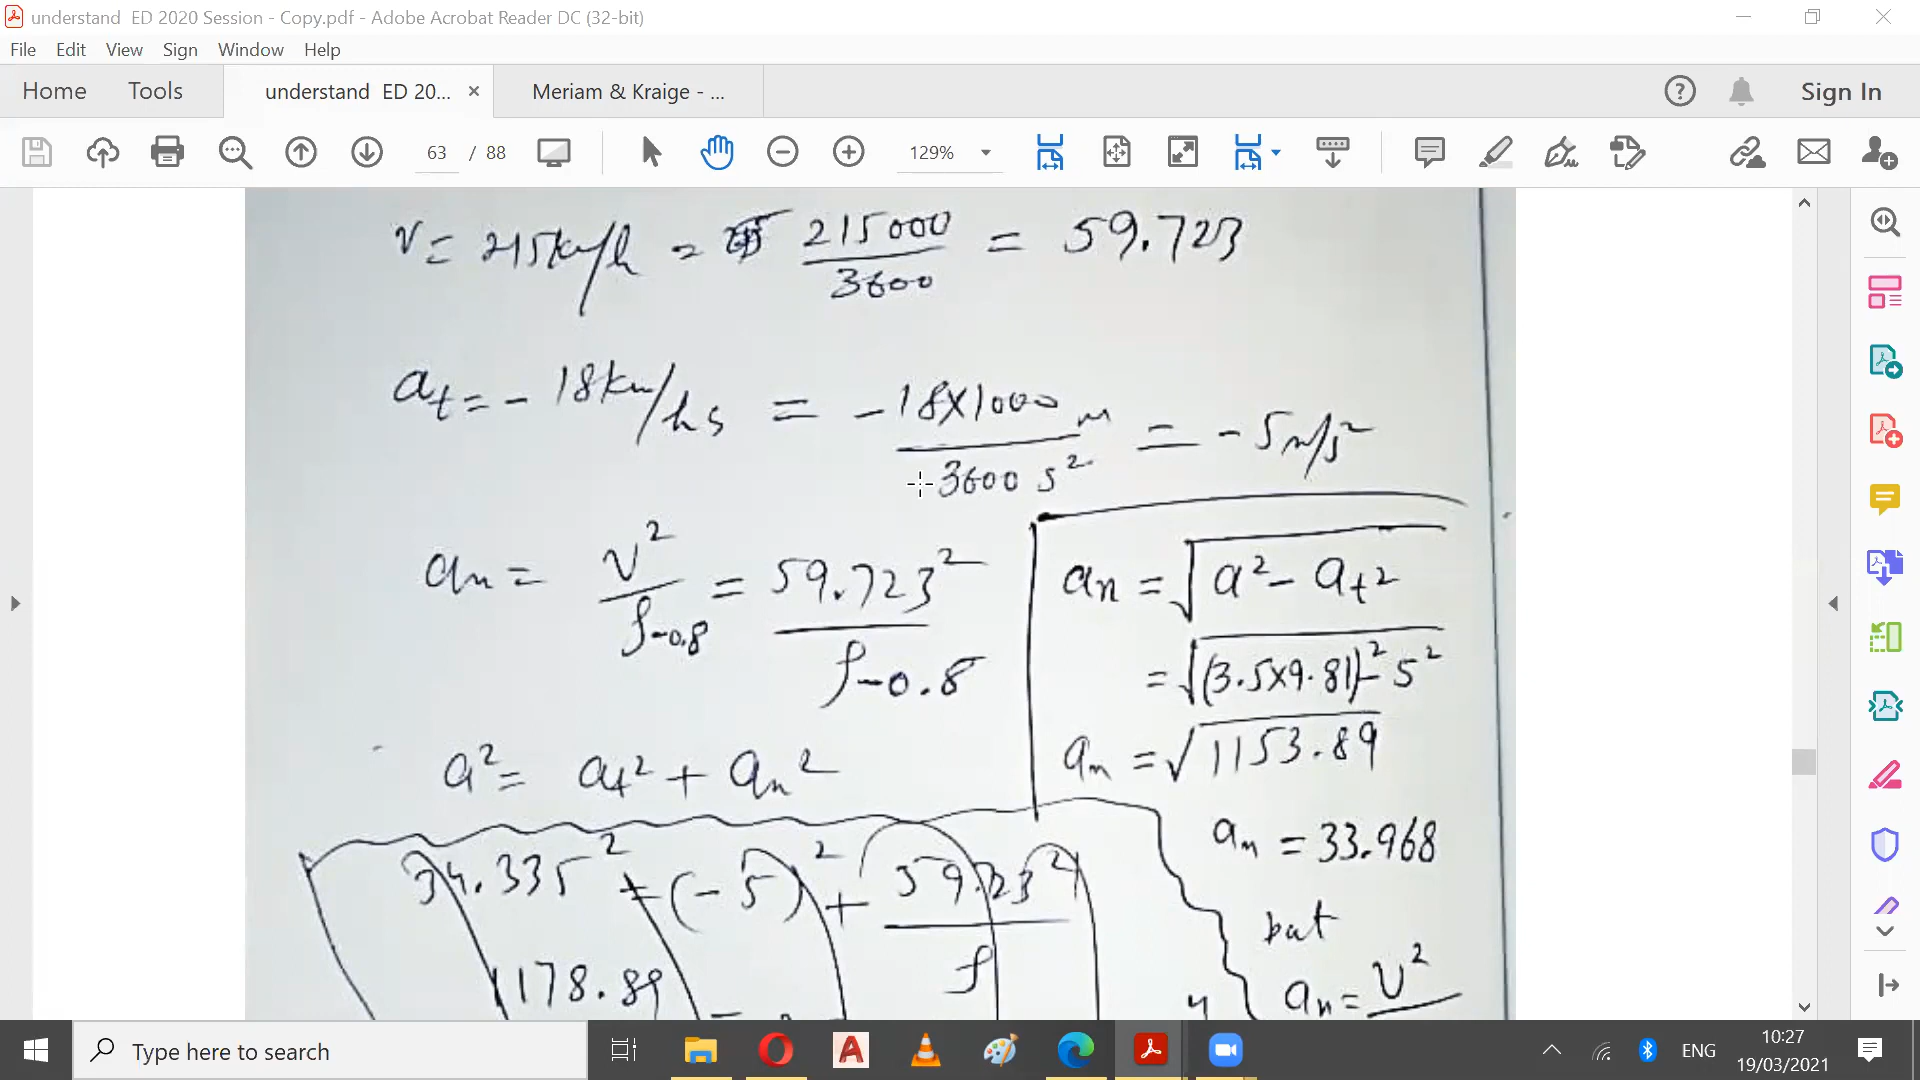 understand ED 2020 Session - Copy.pdf - Adobe Acrobat Reader DC (32-bit)
File Edit View Sign Window Help
Home Tools understand ED 20... × Meriam & Kraige - ... Sign In
63 / 88 129%
v = 215km/h = 215000/3600 = 59.723
at = - 18km/hs = -18×1000 m/3600 s² = -5m/s²
an = v²/ρ-0.8 = 59.723²/ρ-0.8
an = √a² - at²
= √(3.5×9.81)² - 5²
an = √1153.89
a² = at² + an²
an = 33.968
34.335² = (-5)² + 59.723²/ρ
but
1178.89 =
an = v²
Type here to search
ENG
10:27
19/03/2021